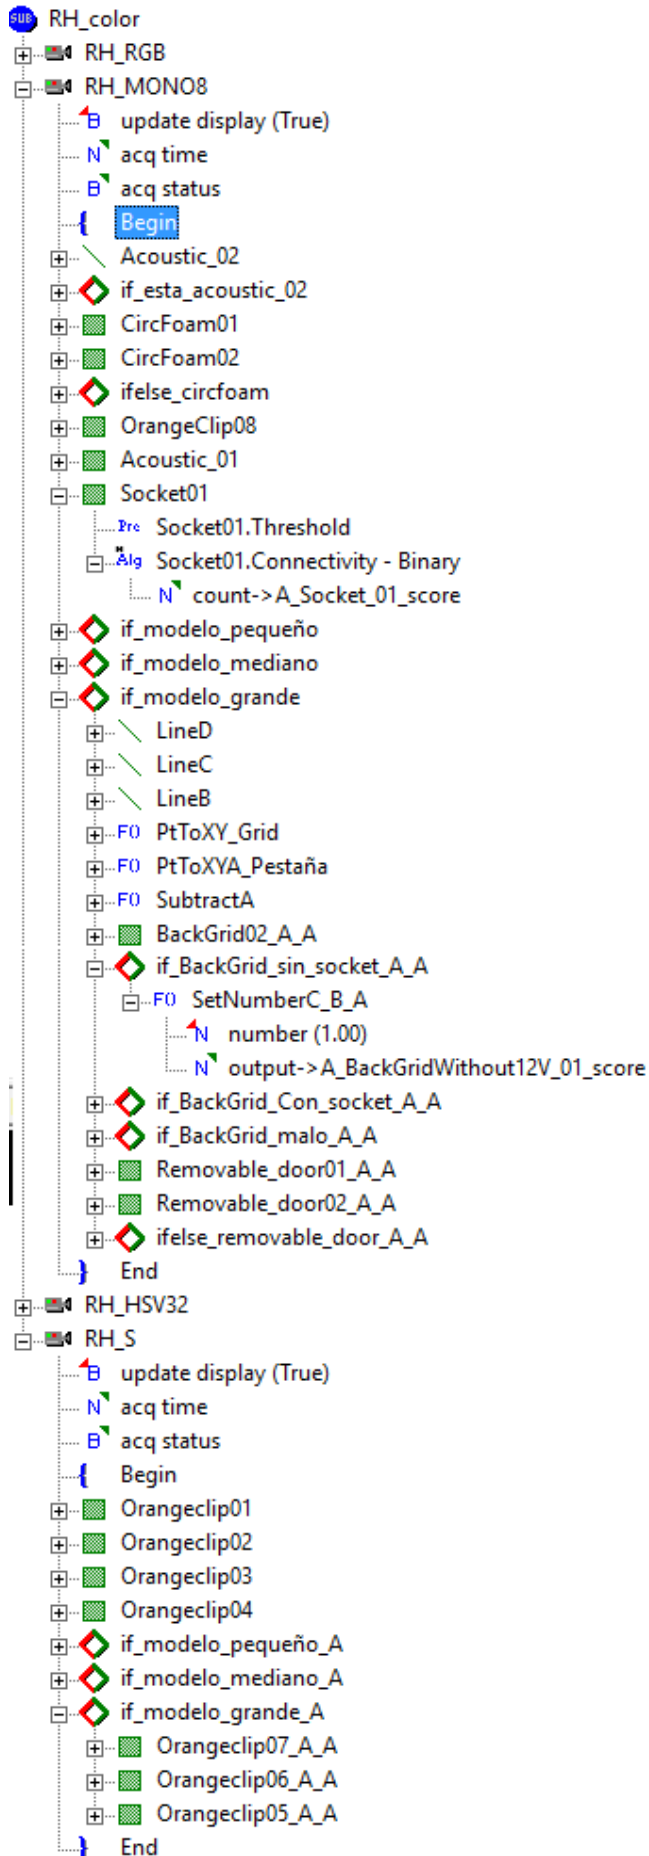 SUB RH_color
RH_RGB
RH_MONO8
B update display (True)
N acq time
B acq status
{ Begin
Acoustic_02
if_esta_acoustic_02
CircFoam01
CircFoam02
ifelse_circfoam
OrangeClip08
Acoustic_01
Socket01
Pre Socket01.Threshold
Alg Socket01.Connectivity - Binary
N count->A_Socket_01_score
if_modelo_pequeño
if_modelo_mediano
if_modelo_grande
LineD
LineC
LineB
F() PtToXY_Grid
F() PtToXYA_Pestaña
F() SubtractA
BackGrid02_A_A
if_BackGrid_sin_socket_A_A
F() SetNumberC_B_A
N number (1.00)
N output->A_BackGridWithout12V_01_score
if_BackGrid_Con_socket_A_A
if_BackGrid_malo_A_A
Removable_door01_A_A
Removable_door02_A_A
ifelse_removable_door_A_A
} End
RH_HSV32
RH_S
B update display (True)
N acq time
B acq status
{ Begin
Orangeclip01
Orangeclip02
Orangeclip03
Orangeclip04
if_modelo_pequeño_A
if_modelo_mediano_A
if_modelo_grande_A
Orangeclip07_A_A
Orangeclip06_A_A
Orangeclip05_A_A
} End